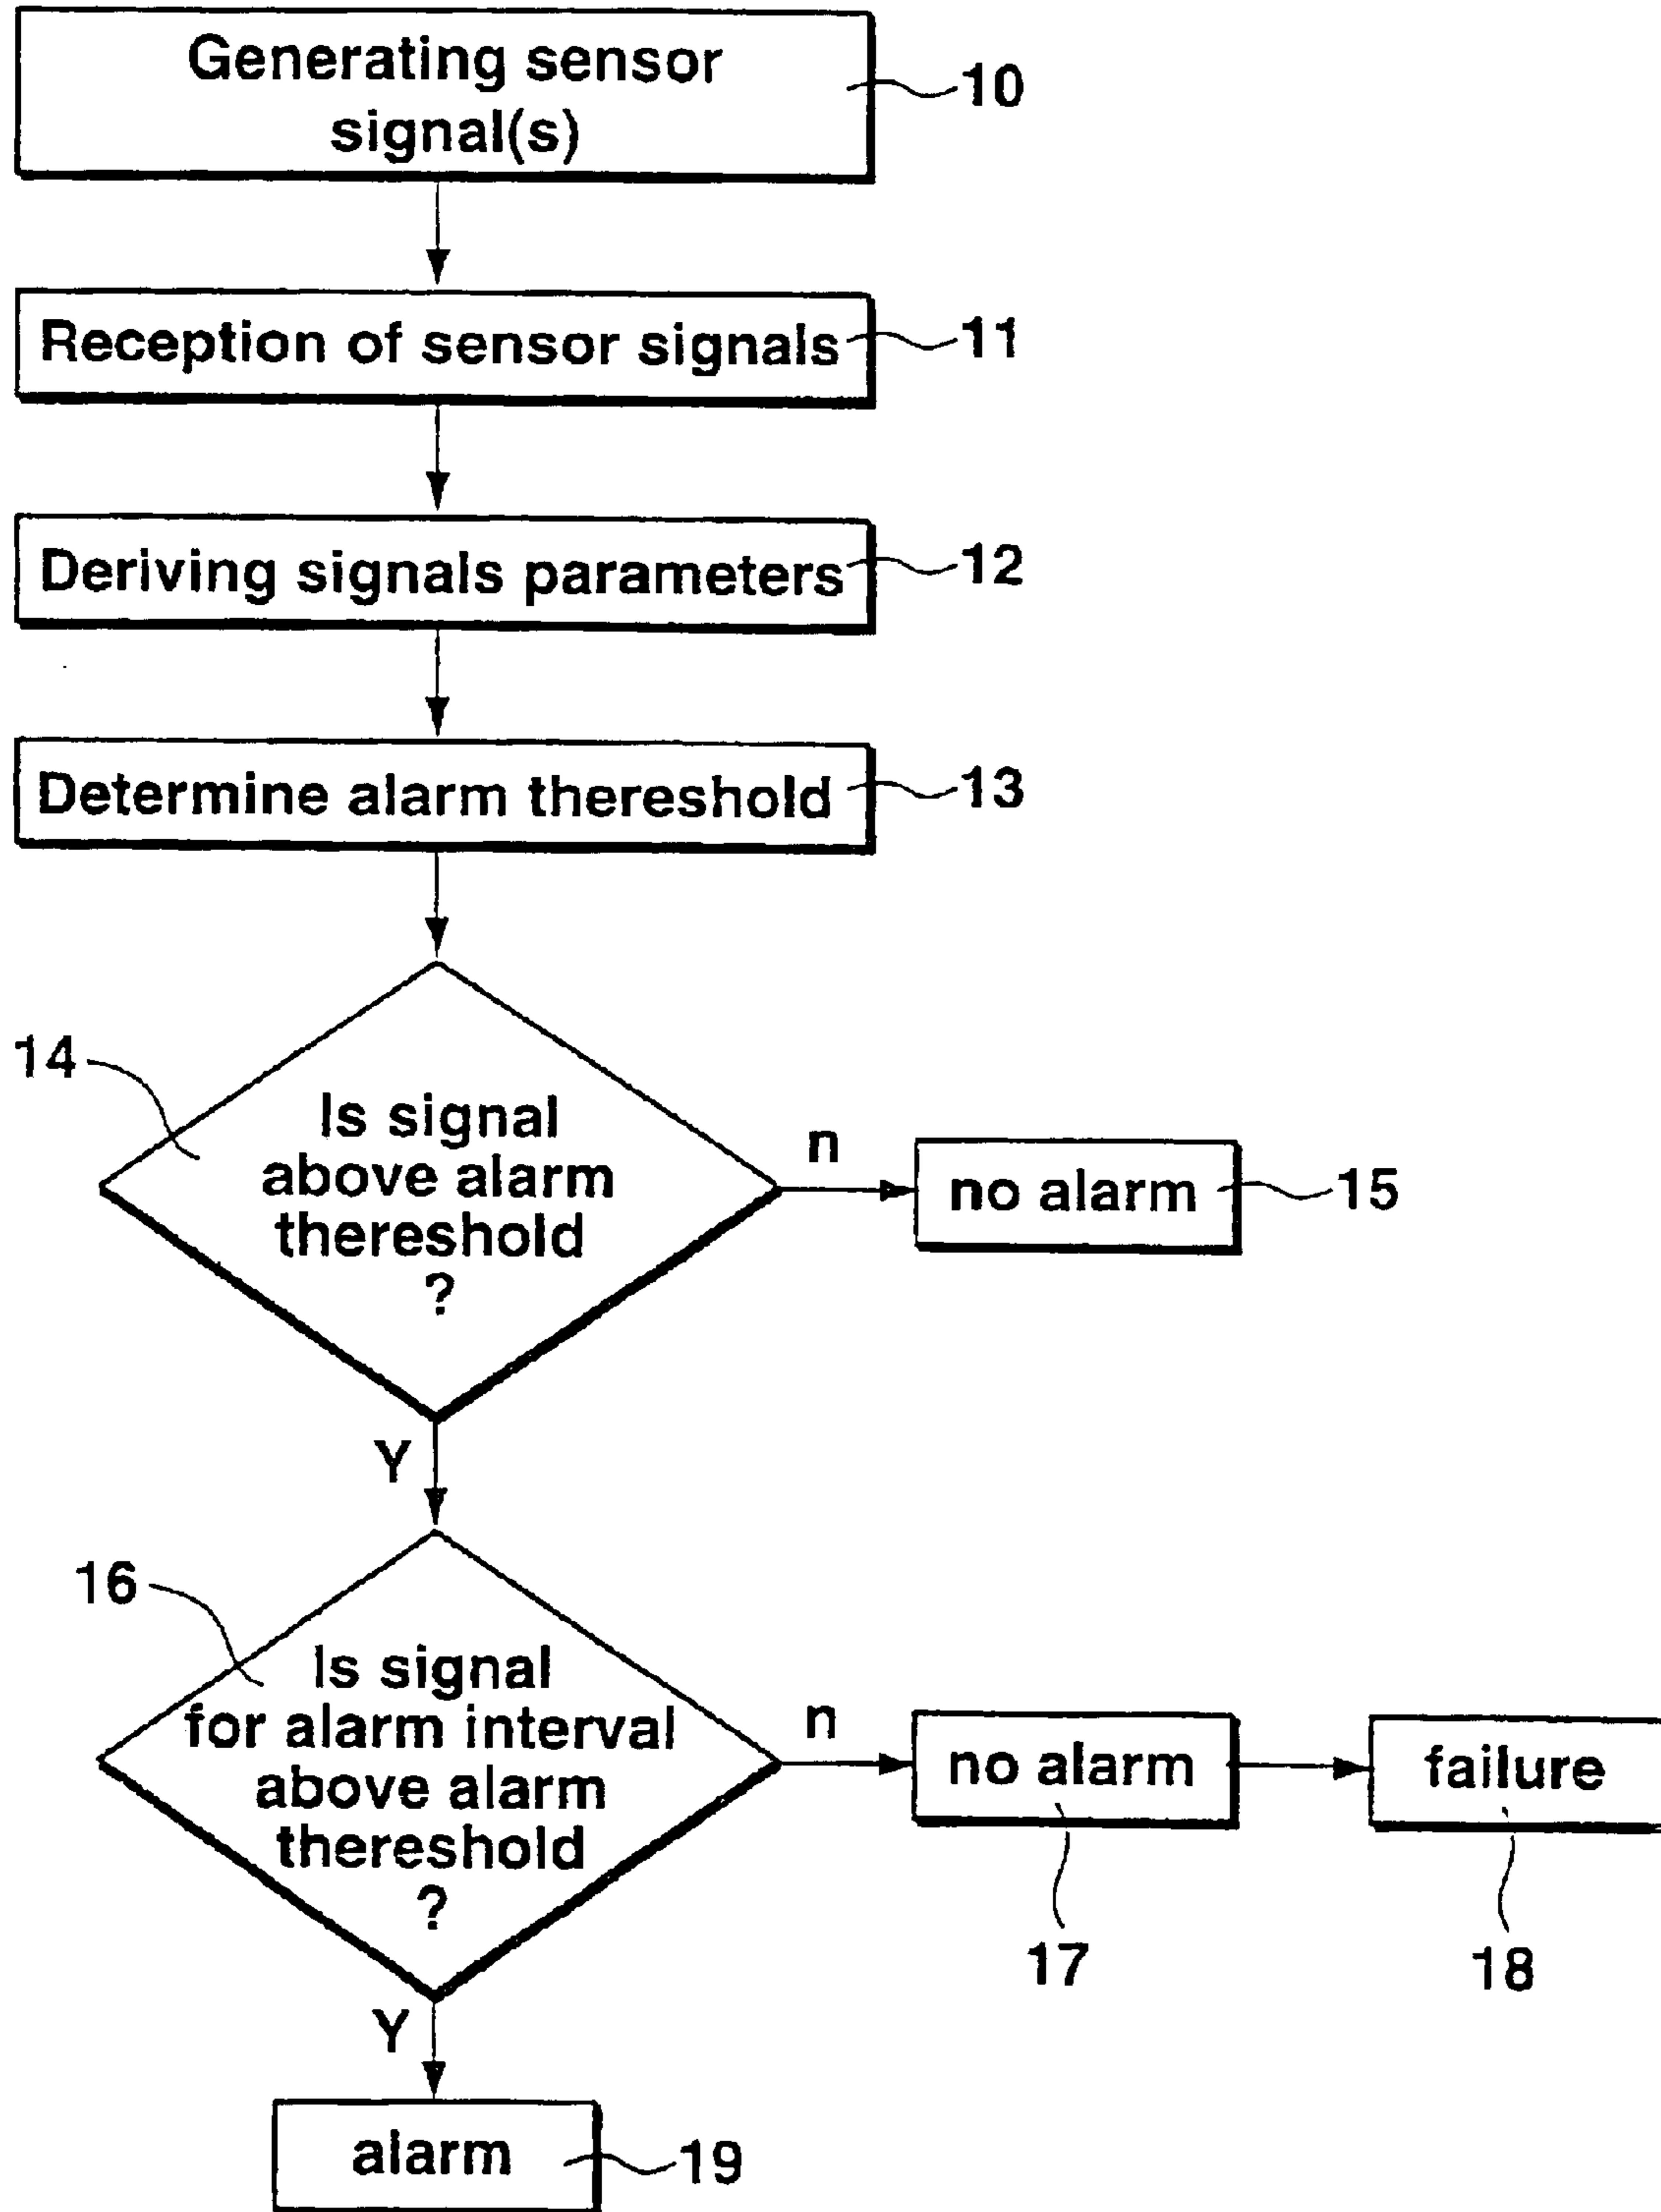 Generating sensor
signal(s)
10
Reception of sensor signals
11
Deriving signals parameters
12
Determine alarm thereshold
13
14
Is signal
above alarm
thereshold
?
n
no alarm
15
Y
16
Is signal
for alarm interval
above alarm
thereshold
?
n
no alarm
17
failure
18
Y
alarm
19